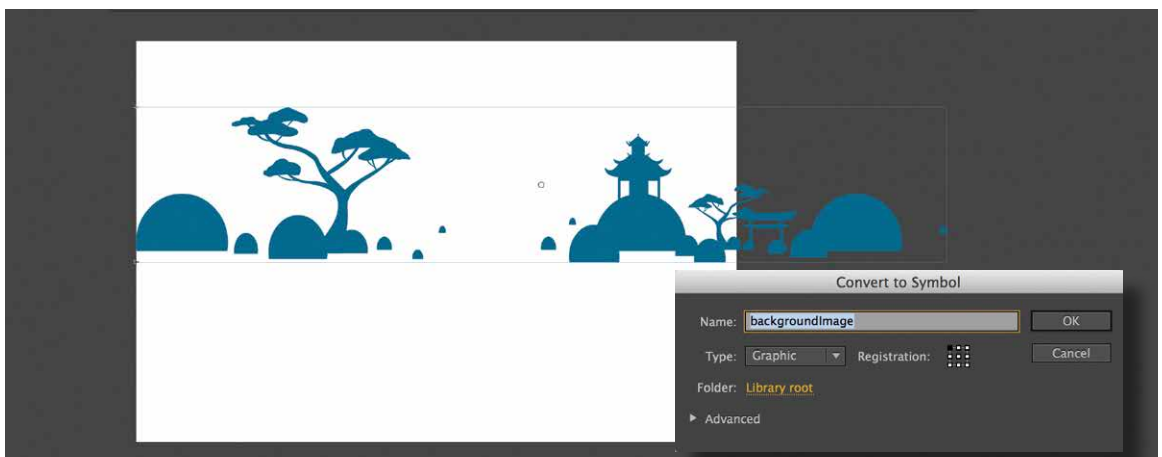 Convert to Symbol
Name: backgroundImage OK
Type: Graphic Registration: Cancel
Folder: Library root
Advanced